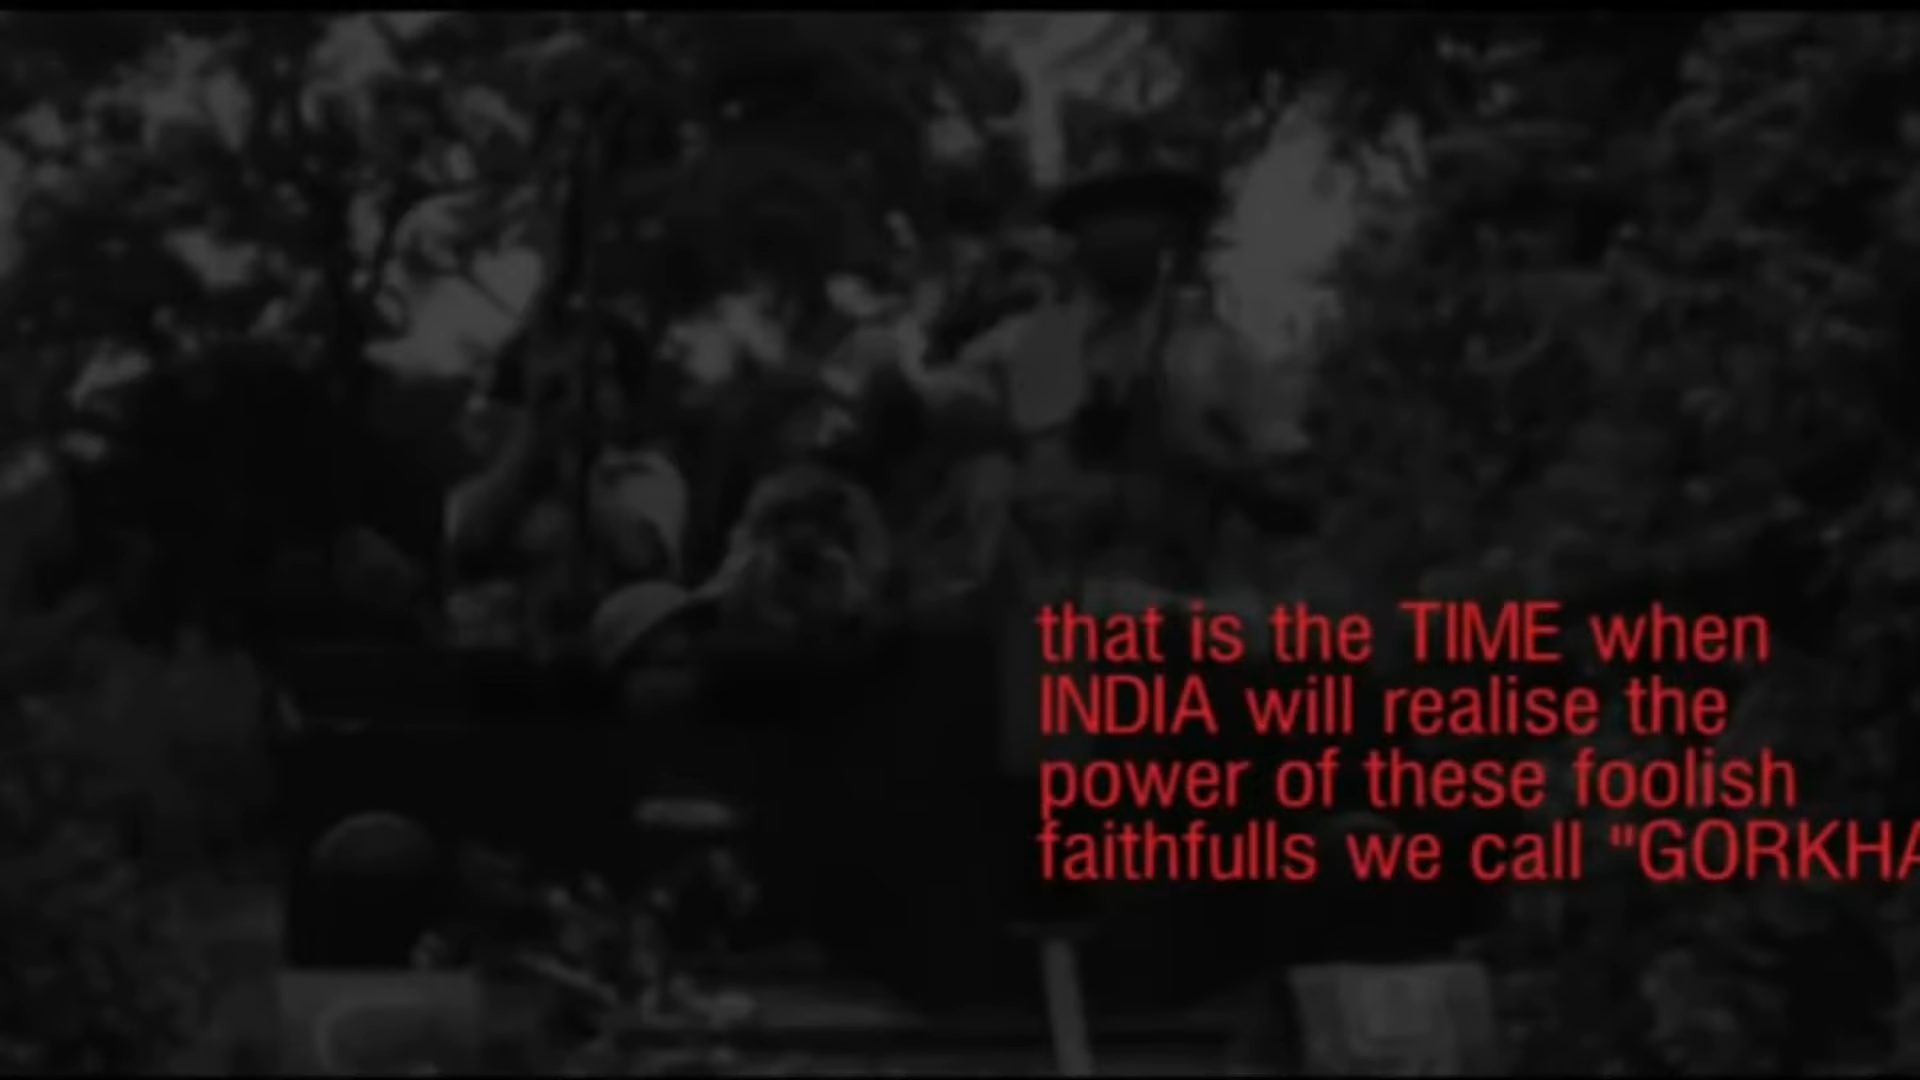 that is the TIME when
INDIA will realise the
power of these foolish
faithfulls we call "GORKHA